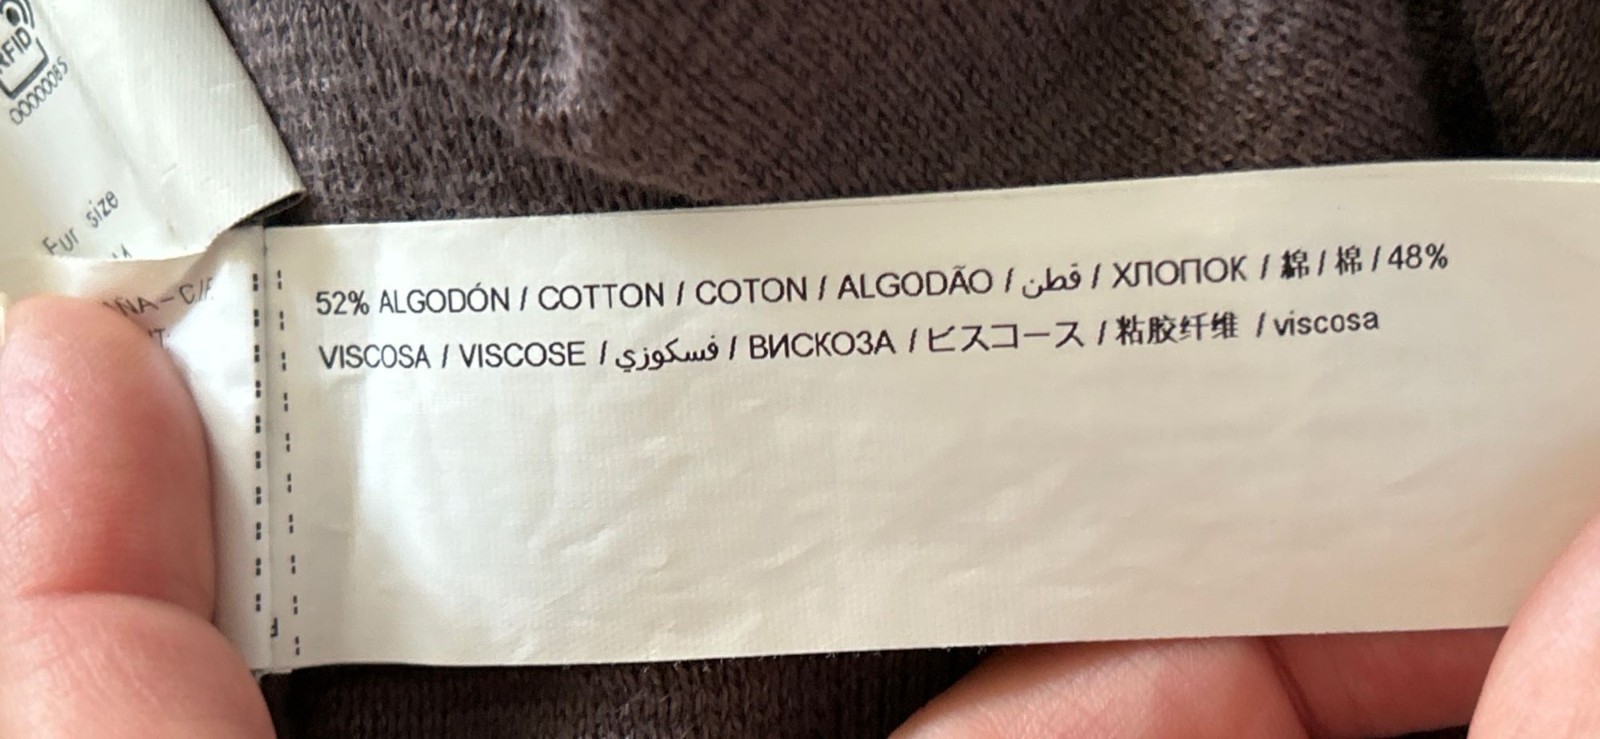 RFID
00000085
Eur size
52% ALGODÓN / COTTON / COTON / ALGODÃO / قطن / ХЛОПОК / 綿 / 棉 / 48%
VISCOSA / VISCOSE / فسكوزي / ВИСКОЗА / ビスコース / 粘胶纤维 / viscosa